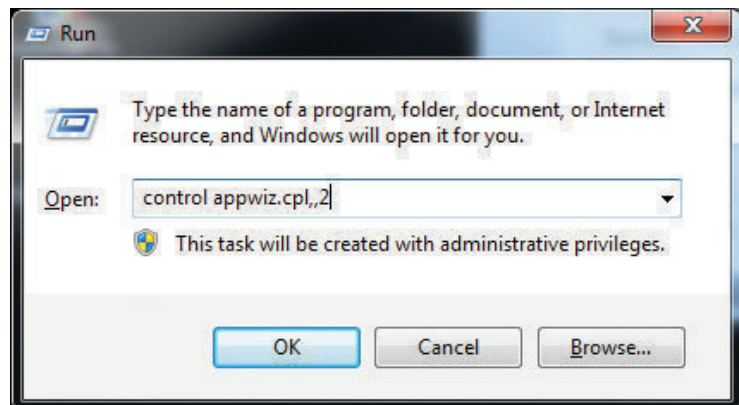 Run
Type the name of a program, folder, document, or Internet
resource, and Windows will open it for you.
Open:
control appwiz.cpl,,2
This task will be created with administrative privileges.
OK
Cancel
Browse...